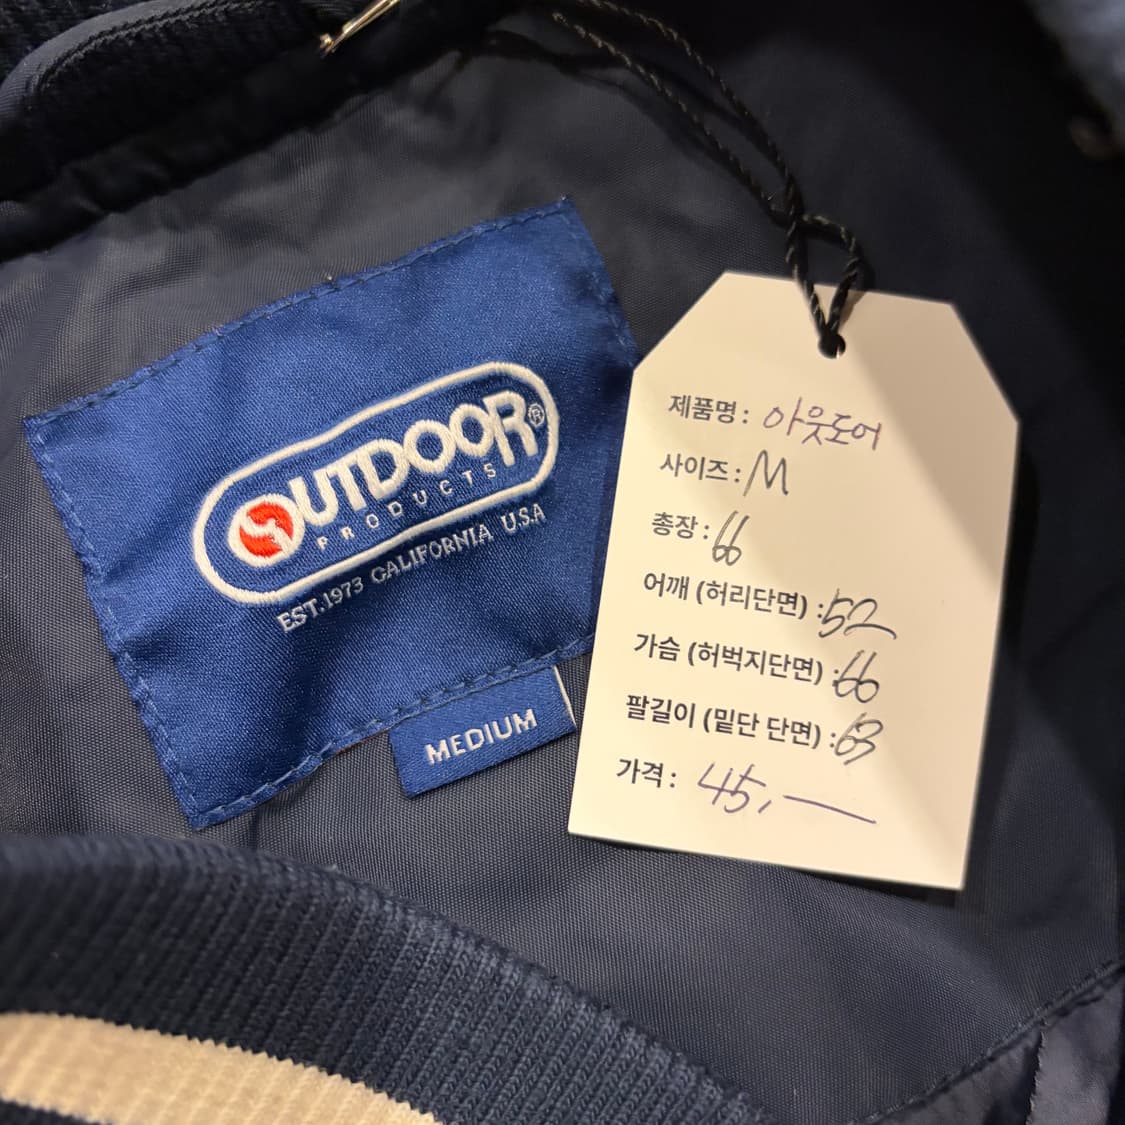 OUTDOOR®
PRODUCTS
EST.1973 CALIFORNIA U.S.A
MEDIUM
제품명: 아웃도어
사이즈: M
총장: 66
어깨 (허리단면) : 52
가슴 (허벅지단면) : 66
팔길이 (밑단 단면) : 63
가격: 45,—